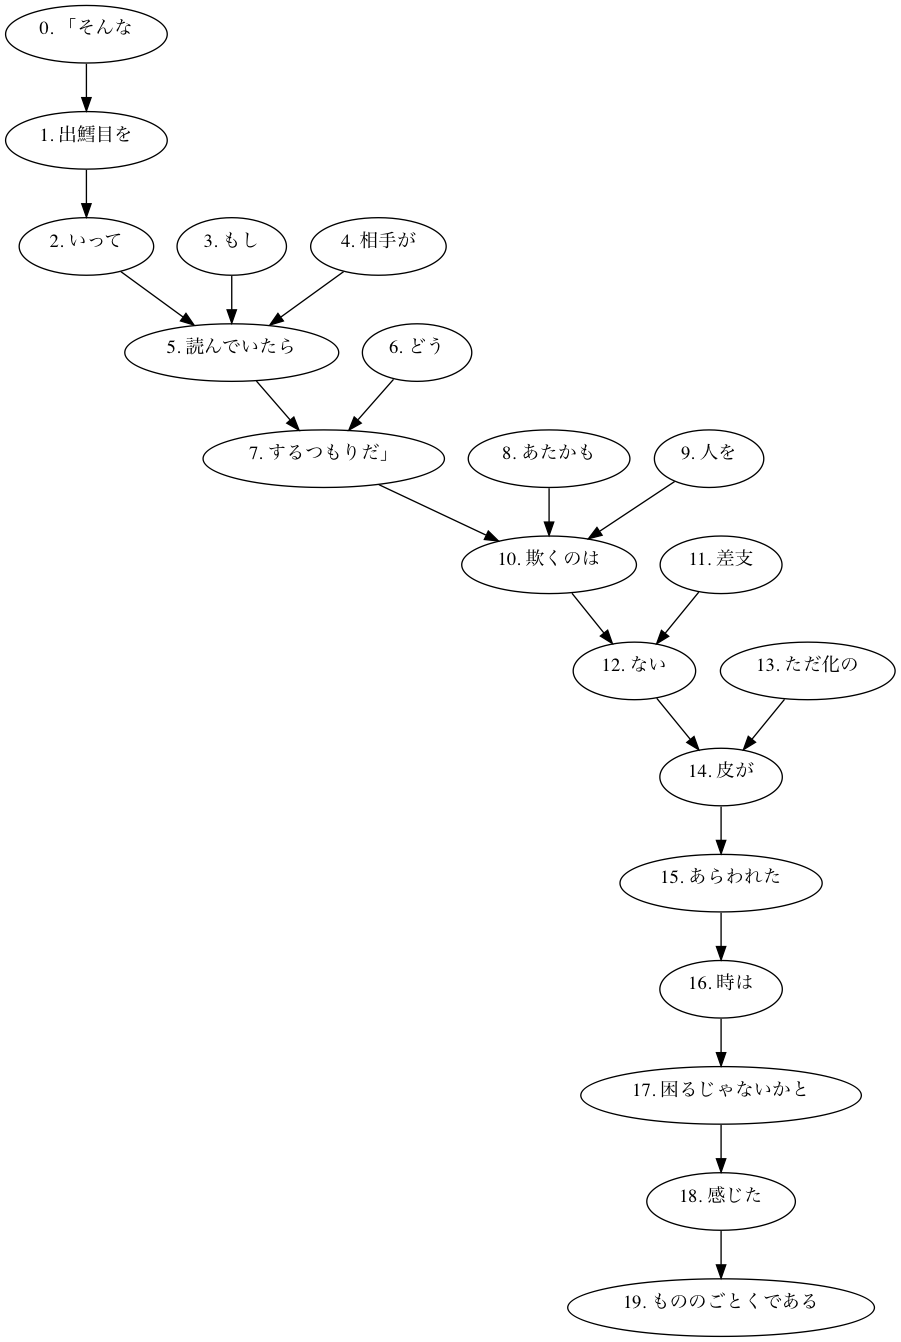 0. 「そんな
1. 出鱈目を
2. いって
3. もし
4. 相手が
5. 読んでいたら
6. どう
7. するつもりだ」
8. あたかも
9. 人を
10. 欺くのは
11. 差支
12. ない
13. ただ化の
14. 皮が
15. あらわれた
16. 時は
17. 困るじゃないかと
18. 感じた
19. もののごとくである